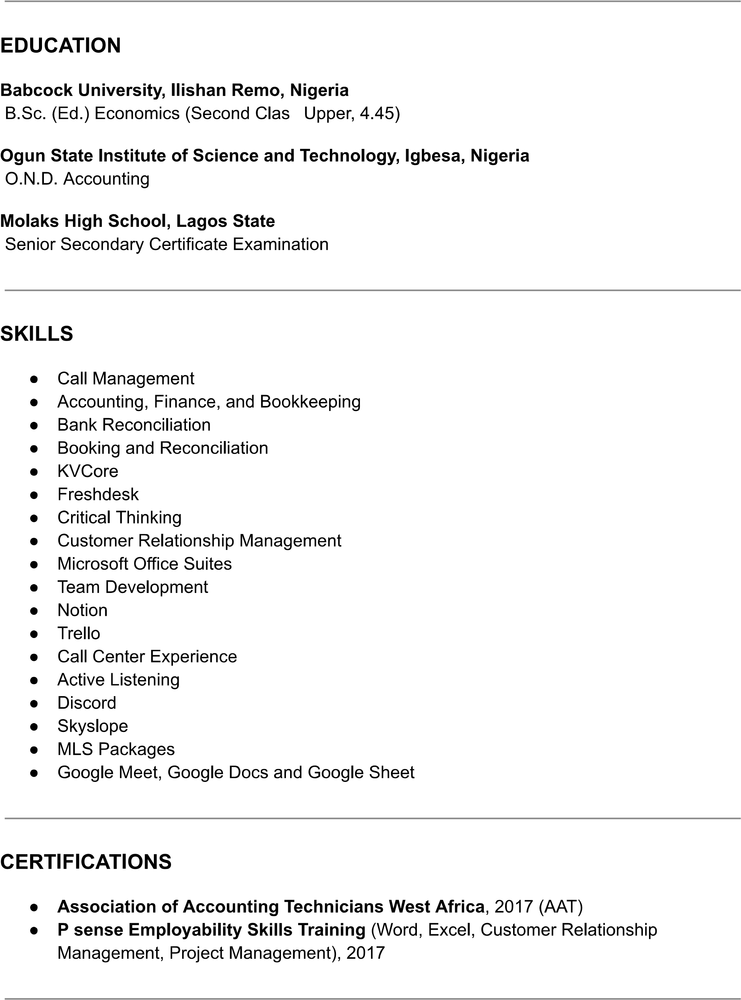 EDUCATION
Babcock University, Ilishan Remo, Nigeria
B.Sc. (Ed.) Economics (Second Clas Upper, 4.45)
Ogun State Institute of Science and Technology, Igbesa, Nigeria
O.N.D. Accounting
Molaks High School, Lagos State
Senior Secondary Certificate Examination
SKILLS
● Call Management
● Accounting, Finance, and Bookkeeping
● Bank Reconciliation
● Booking and Reconciliation
● KVCore
● Freshdesk
● Critical Thinking
● Customer Relationship Management
● Microsoft Office Suites
● Team Development
● Notion
● Trello
● Call Center Experience
● Active Listening
● Discord
● Skyslope
● MLS Packages
● Google Meet, Google Docs and Google Sheet
CERTIFICATIONS
● Association of Accounting Technicians West Africa, 2017 (AAT)
● P sense Employability Skills Training (Word, Excel, Customer Relationship
Management, Project Management), 2017